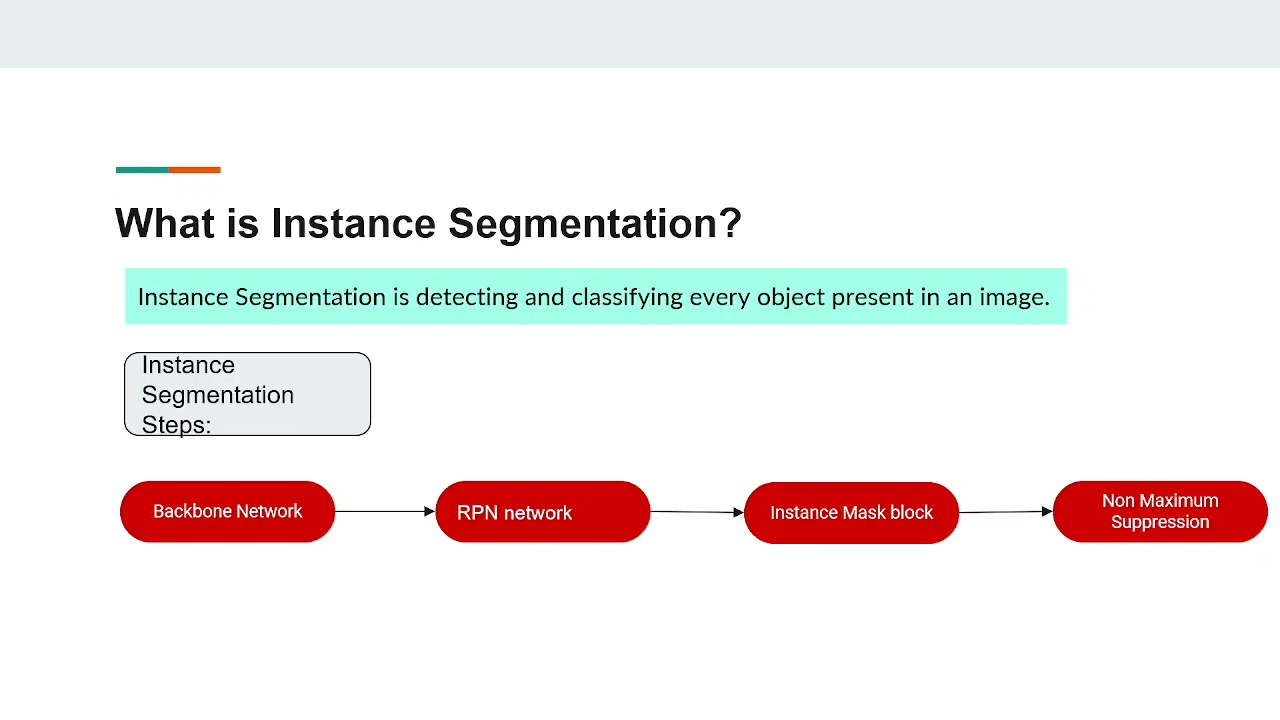 What is Instance Segmentation?
Instance Segmentation is detecting and classifying every object present in an image.
Instance
Segmentation
Steps:
Backbone Network
RPN network
Instance Mask block
Non Maximum
Suppression